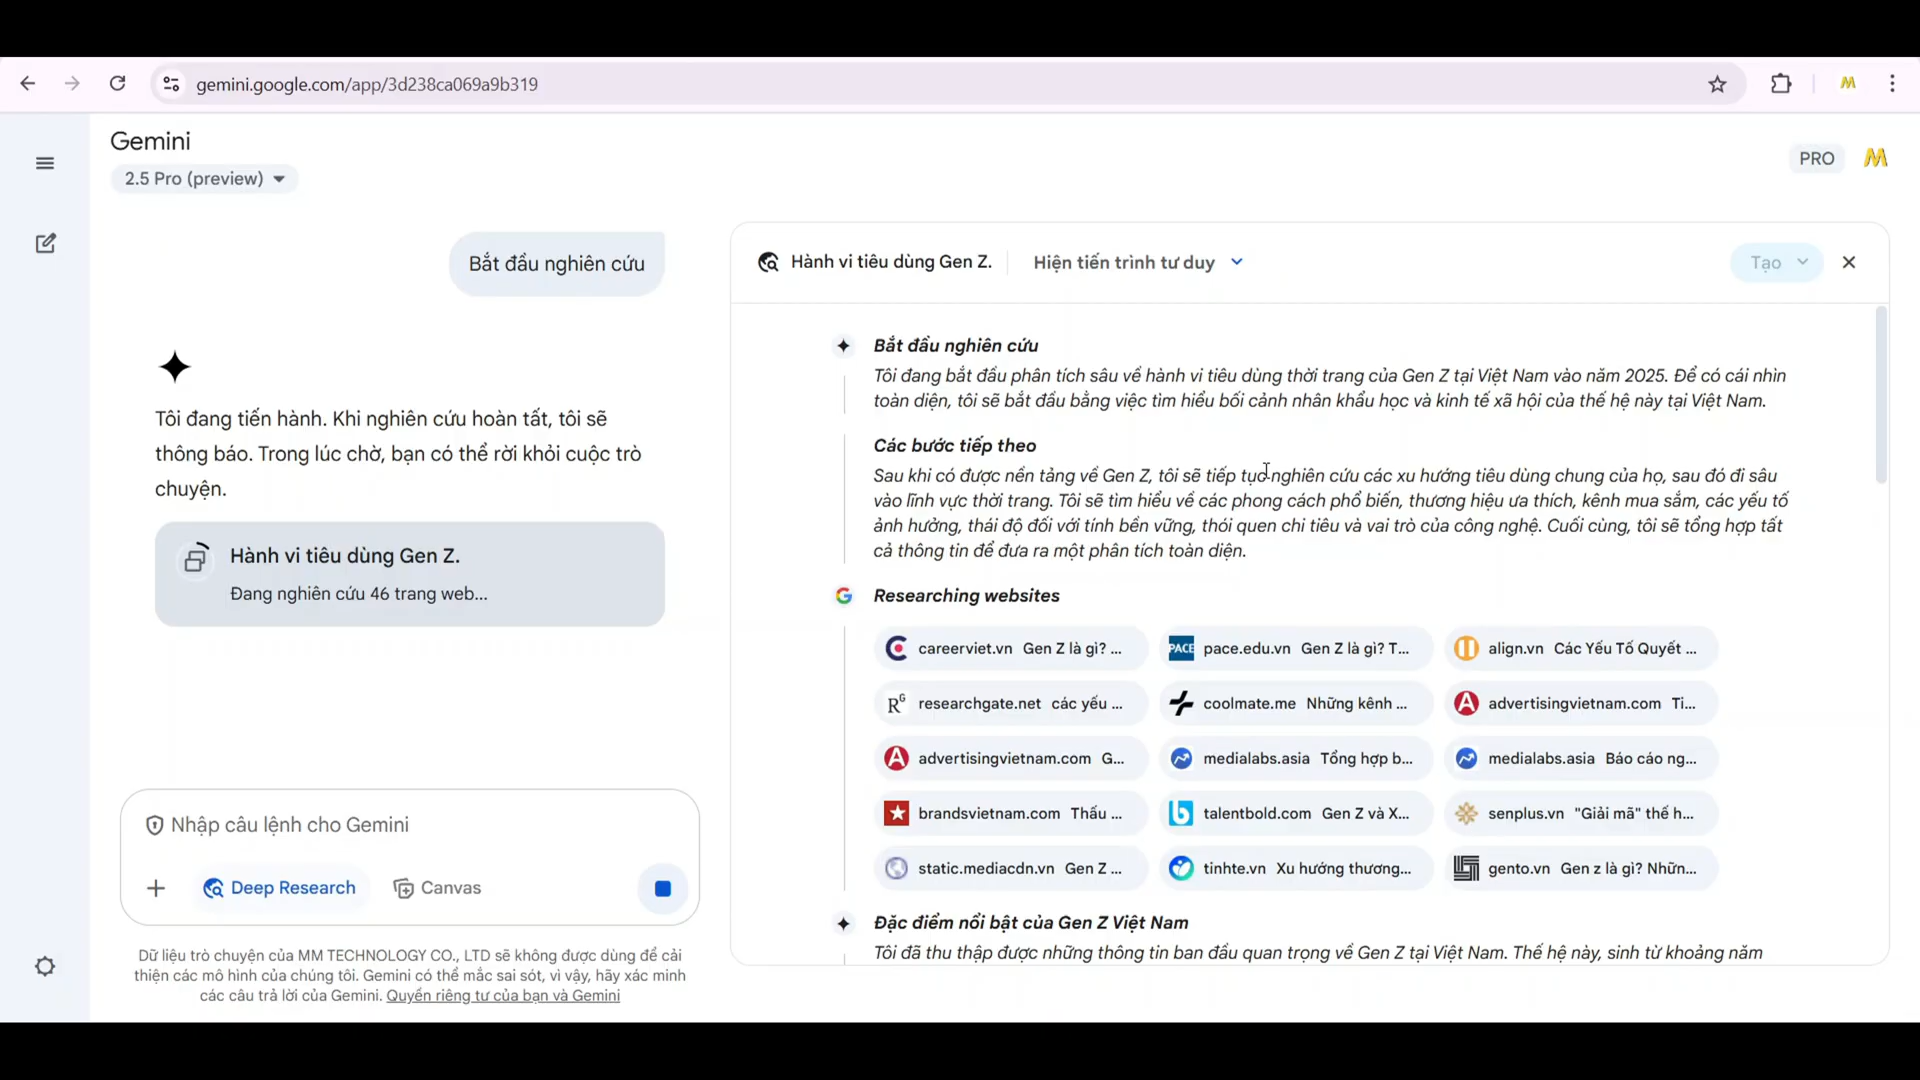 gemini.google.com/app/3d238ca069a9b319
Gemini
2.5 Pro (preview)
PRO
Bắt đầu nghiên cứu
Tôi đang tiến hành. Khi nghiên cứu hoàn tất, tôi sẽ
thông báo. Trong lúc chờ, bạn có thể rời khỏi cuộc trò
chuyện.
Hành vi tiêu dùng Gen Z.
Đang nghiên cứu 46 trang web...
Nhập câu lệnh cho Gemini
Deep Research
Canvas
Dữ liệu trò chuyện của MM TECHNOLOGY CO., LTD sẽ không được dùng để cải
thiện các mô hình của chúng tôi. Gemini có thể mắc sai sót, vì vậy, hãy xác minh
các câu trả lời của Gemini. Quyền riêng tư của bạn và Gemini
Hành vi tiêu dùng Gen Z.
Hiện tiến trình tư duy
Tạo
Bắt đầu nghiên cứu
Tôi đang bắt đầu phân tích sâu về hành vi tiêu dùng thời trang của Gen Z tại Việt Nam vào năm 2025. Để có cái nhìn
toàn diện, tôi sẽ bắt đầu bằng việc tìm hiểu bối cảnh nhân khẩu học và kinh tế xã hội của thế hệ này tại Việt Nam.
Các bước tiếp theo
Sau khi có được nền tảng về Gen Z, tôi sẽ tiếp tục nghiên cứu các xu hướng tiêu dùng chung của họ, sau đó đi sâu
vào lĩnh vực thời trang. Tôi sẽ tìm hiểu về các phong cách phổ biến, thương hiệu ưa thích, kênh mua sắm, các yếu tố
ảnh hưởng, thái độ đối với tính bền vững, thói quen chi tiêu và vai trò của công nghệ. Cuối cùng, tôi sẽ tổng hợp tất
cả thông tin để đưa ra một phân tích toàn diện.
Researching websites
careerviet.vn Gen Z là gì? ...
PACE pace.edu.vn Gen Z là gì? T...
align.vn Các Yếu Tố Quyết ...
RG researchgate.net các yếu ...
coolmate.me Những kênh ...
advertisingvietnam.com Ti...
advertisingvietnam.com G...
medialabs.asia Tổng hợp b...
medialabs.asia Báo cáo ng...
brandsvietnam.com Thấu ...
talentbold.com Gen Z và X...
senplus.vn "Giải mã" thế h...
static.mediacdn.vn Gen Z ...
tinhte.vn Xu hướng thương...
gento.vn Gen z là gì? Nhữn...
Đặc điểm nổi bật của Gen Z Việt Nam
Tôi đã thu thập được những thông tin ban đầu quan trọng về Gen Z tại Việt Nam. Thế hệ này, sinh từ khoảng năm